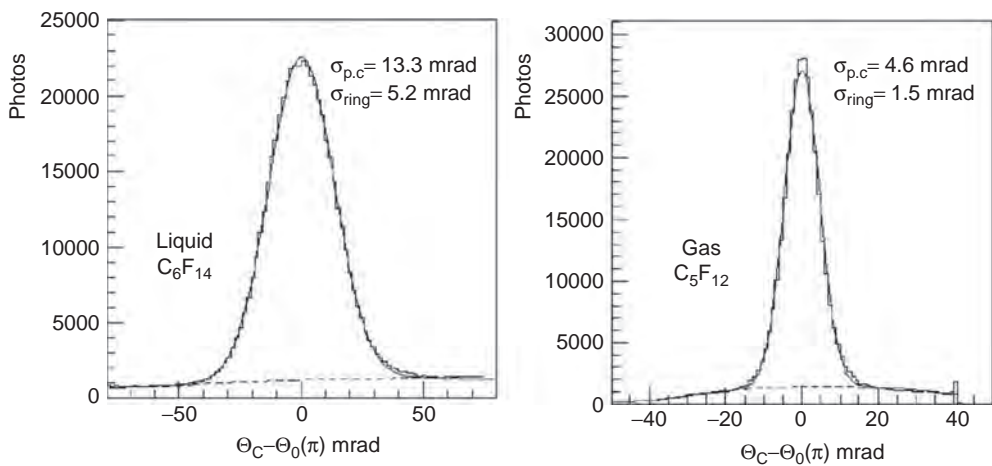 25000
20000
15000
10000
5000
0
Photos
σp.c= 13.3 mrad
σring= 5.2 mrad
Liquid
C6F14
−50 0 50
ΘC−Θ0(π) mrad
30000
25000
20000
15000
10000
5000
0
Photos
σp.c= 4.6 mrad
σring= 1.5 mrad
Gas
C5F12
−40 −20 0 20 40
ΘC−Θ0(π) mrad